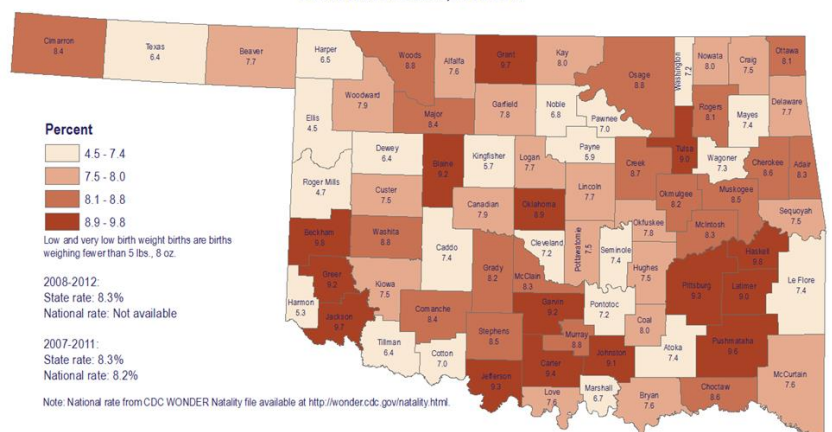 Cimarron
8.4
Texas
6.4
Beaver
7.7
Harper
6.5
Woods
8.8
Alfalfa
7.6
Grant
9.7
Kay
8.0
Osage
8.8
Washington
7.2
Nowata
8.0
Craig
7.5
Ottawa
8.1
Woodward
7.9
Ellis
4.5
Major
8.4
Garfield
7.8
Noble
6.8
Pawnee
7.0
Rogers
8.1
Mayes
7.4
Delaware
7.7
Percent
4.5 - 7.4
7.5 - 8.0
8.1 - 8.8
8.9 - 9.8
Low and very low birth weight births are births
weighing fewer than 5 lbs., 8 oz.
2008-2012:
State rate: 8.3%
National rate: Not available
2007-2011:
State rate: 8.3%
National rate: 8.2%
Dewey
6.4
Blaine
9.2
Kingfisher
5.7
Logan
7.7
Payne
5.9
Creek
8.7
Tulsa
9.0
Wagoner
7.3
Cherokee
8.6
Adair
8.3
Roger Mills
4.7
Custer
7.5
Canadian
7.9
Oklahoma
8.9
Lincoln
7.7
Okmulgee
8.2
Muskogee
8.5
Sequoyah
7.5
Beckham
Washita
8.8
Caddo
7.4
Grady
8.2
McClain
8.3
Cleveland
7.2
Pottawatomie
7.5
Seminole
7.4
Okfuskee
7.8
McIntosh
8.3
Haskell
9.8
Greer
9.2
Kiowa
7.5
Hughes
7.5
Pittsburg
9.3
Latimer
9.0
Le Flore
7.4
Harmon
5.3
Jackson
9.7
Comanche
8.4
Stephens
8.5
Garvin
9.2
Pontotoc
7.2
Coal
8.0
Tillman
6.4
Cotton
7.0
Murray
8.8
Johnston
9.1
Atoka
7.4
Pushmataha
Jefferson
9.3
Carter
9.4
Love
7.6
Marshall
6.7
Bryan
7.6
Choctaw
8.6
McCurtain
7.6
Note: National rate from CDC WONDER Natality file available at http://wonder.cdc.gov/natality.html.